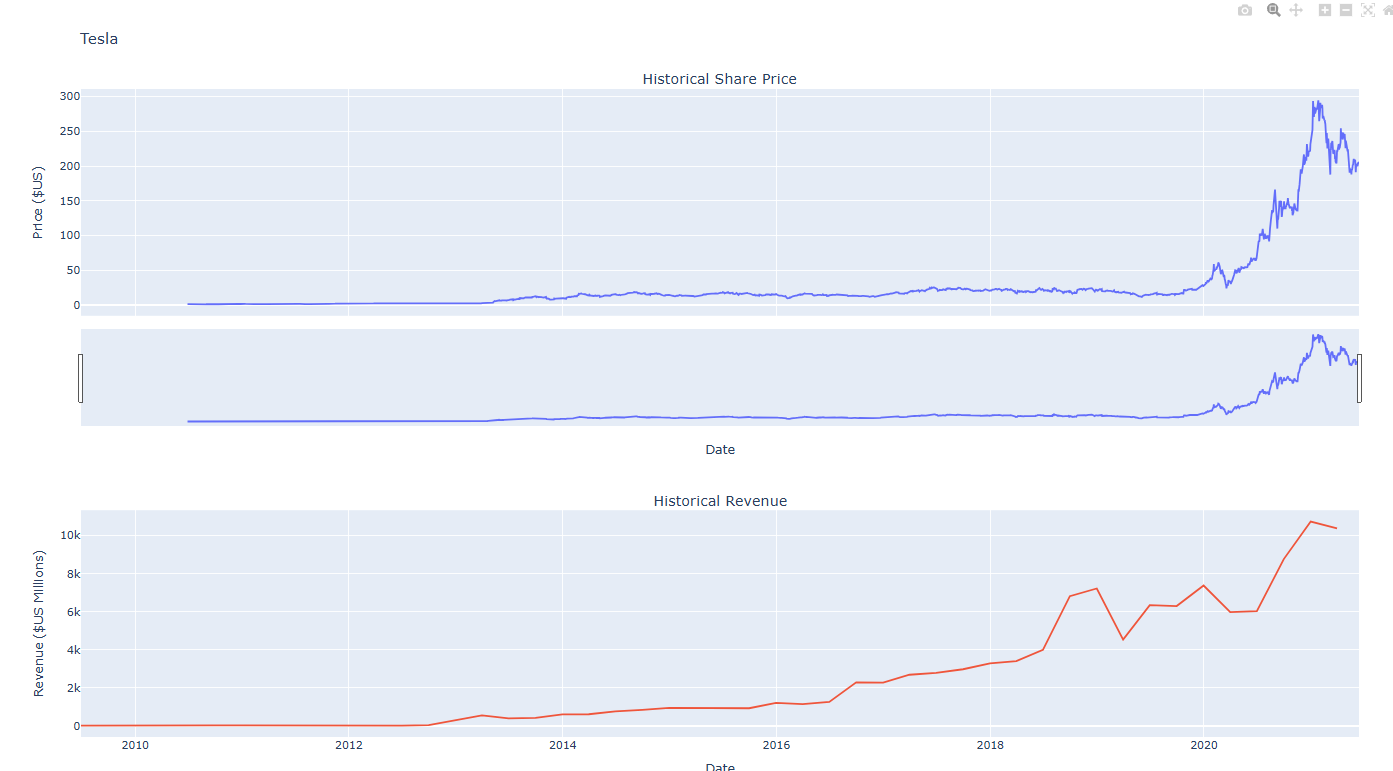 Tesla
Historical Share Price
300
250
200
150
100
50
0
Price ($US)
Date
Historical Revenue
10k
8k
6k
4k
2k
0
Revenue ($US Millions)
2010 2012 2014 2016 2018 2020
Date